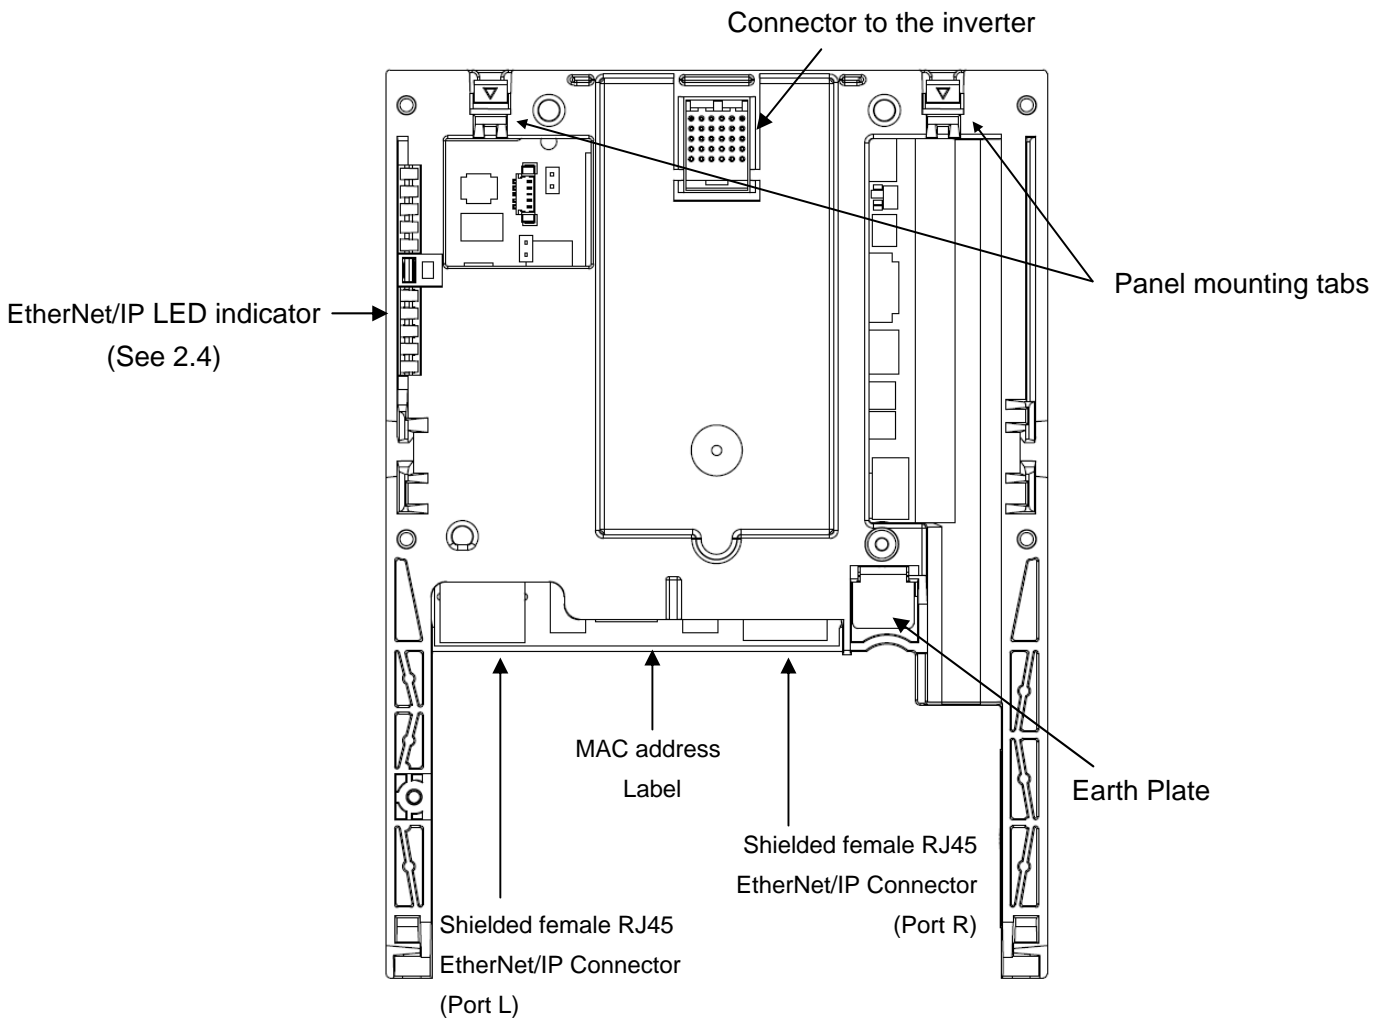 Connector to the inverter
Panel mounting tabs
EtherNet/IP LED indicator
(See 2.4)
MAC address
Label
Earth Plate
Shielded female RJ45
EtherNet/IP Connector
(Port R)
Shielded female RJ45
EtherNet/IP Connector
(Port L)